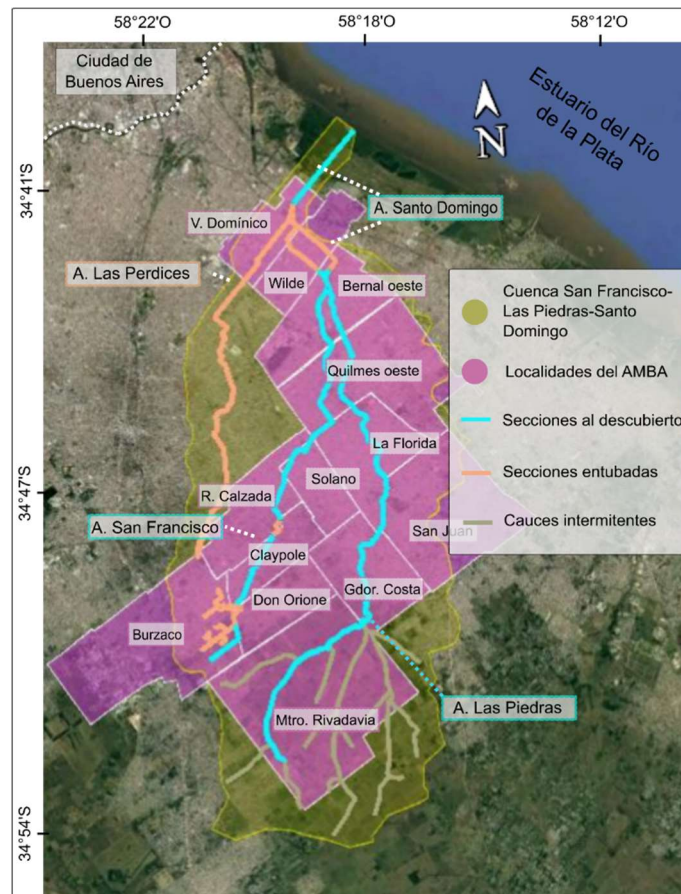 58°22'O
58°18'O
58°12'O
Ciudad de
Buenos Aires
Estuario del Río
de la Plata
N
34°41'S
A. Santo Domingo
V. Domínico
A. Las Perdices
Wilde
Bernal oeste
Cuenca San Francisco-
Las Piedras-Santo
Domingo
Quilmes oeste
Localidades del AMBA
Secciones al descubierto
La Florida
Solano
Secciones entubadas
34°47'S
R. Calzada
A. San Francisco
San Juan
Cauces intermitentes
Claypole
Gdor. Costa
Don Orione
Burzaco
A. Las Piedras
Mtro. Rivadavia
34°54'S